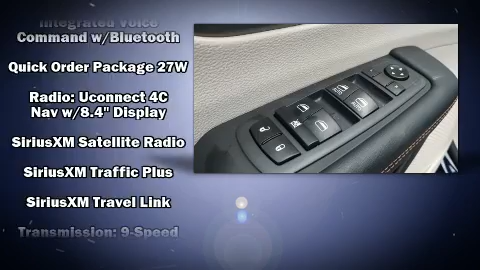 Integrated Voice
Command w/Bluetooth
Quick Order Package 27W
Radio: Uconnect 4C
Nav w/8.4" Display
SiriusXM Satellite Radio
SiriusXM Traffic Plus
SiriusXM Travel Link
Transmission: 9-Speed